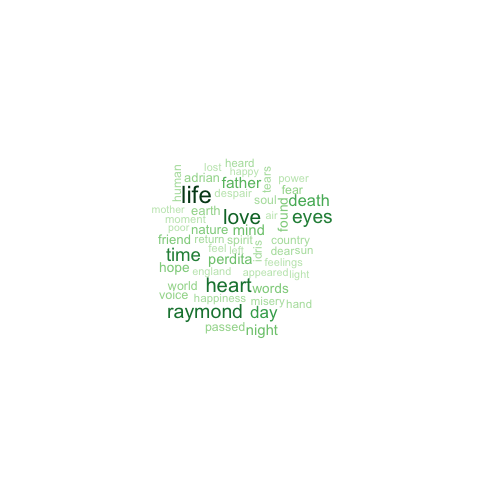 heard
lost
happy
human
adrian
father
tears
power
despair
fear
life
soul
death
mother
earth
love
air
found
eyes
moment
poor
nature
mind
friend
return
spirit
idris
country
feel
left
dear
sun
time
perdita
feelings
hope
england
appeared
light
world
heart
words
voice
happiness
misery
hand
raymond
day
passed
night